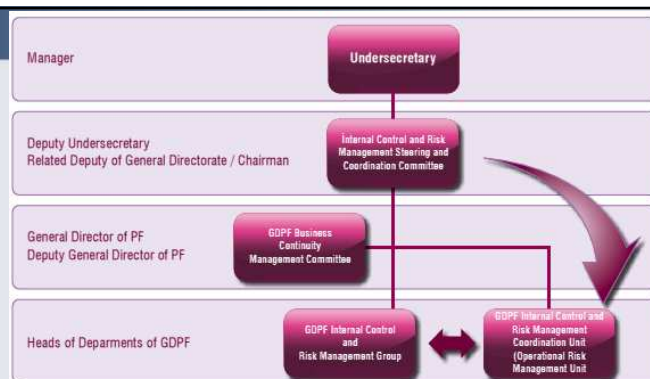 Manager
Undersecretary
Deputy Undersecretary
Related Deputy of General Directorate / Chairman
İnternal Control and Risk
Management Steering and
Coordination Committee
General Director of PF
Deputy General Director of PF
GDPF Business
Continuity
Management Committee
Heads of Deparments of GDPF
GDPF Internal Control
and
Risk Management Group
GDPF Internal Control and
Risk Management
Coordination Unit
(Operational Risk
Management Unit